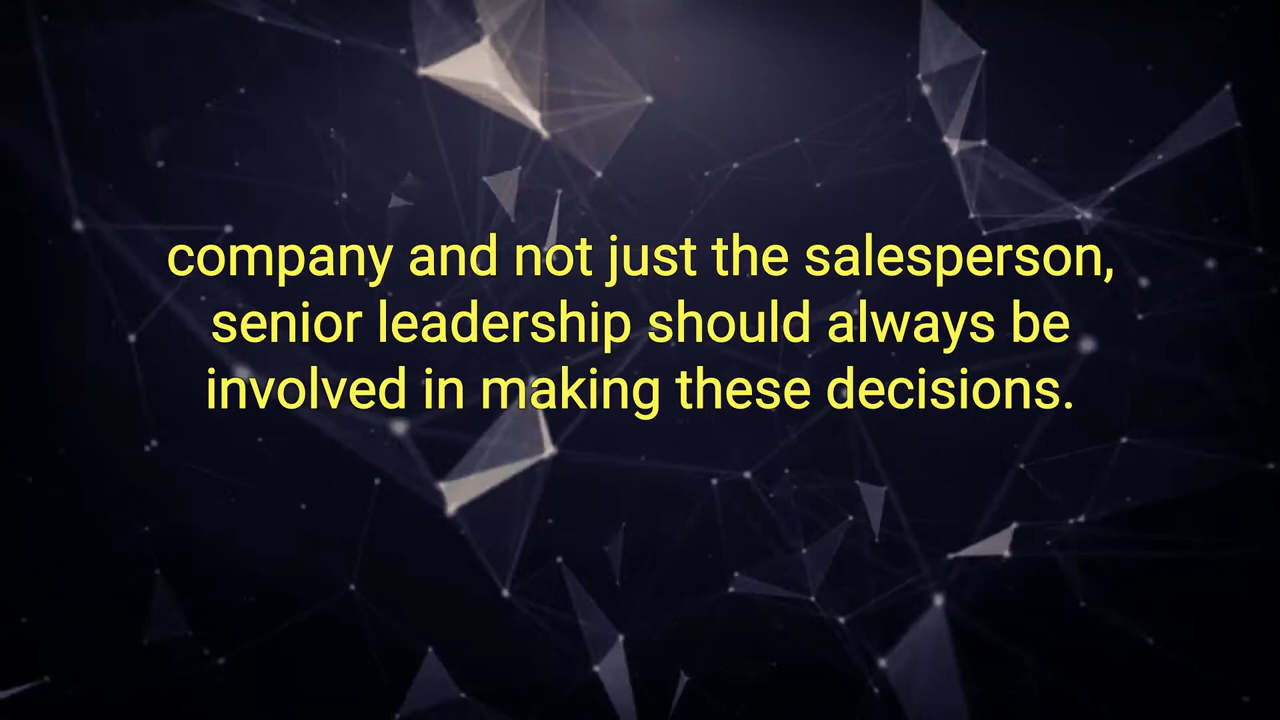 company and not just the salesperson,
senior leadership should always be
involved in making these decisions.